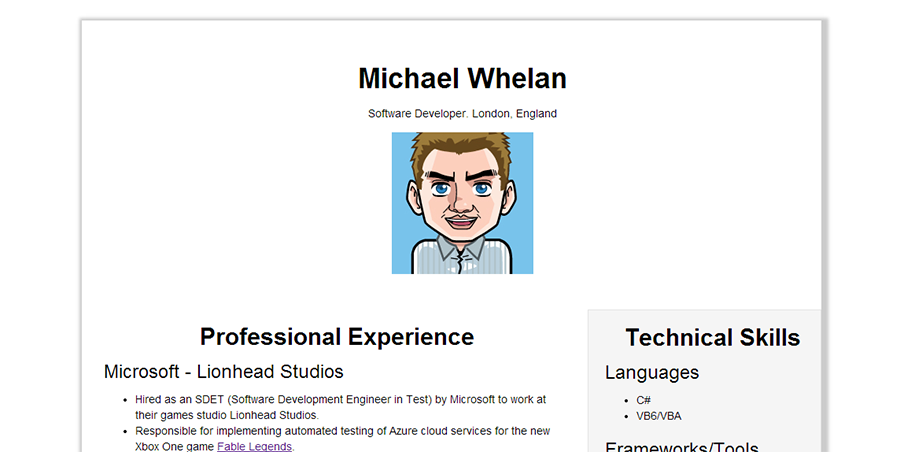 Michael Whelan
Software Developer. London, England
Professional Experience
Microsoft - Lionhead Studios
• Hired as an SDET (Software Development Engineer in Test) by Microsoft to work at
their games studio Lionhead Studios.
• Responsible for implementing automated testing of Azure cloud services for the new
Xbox One game Fable Legends.
Technical Skills
Languages
• C#
• VB6/VBA
Frameworks/Tools